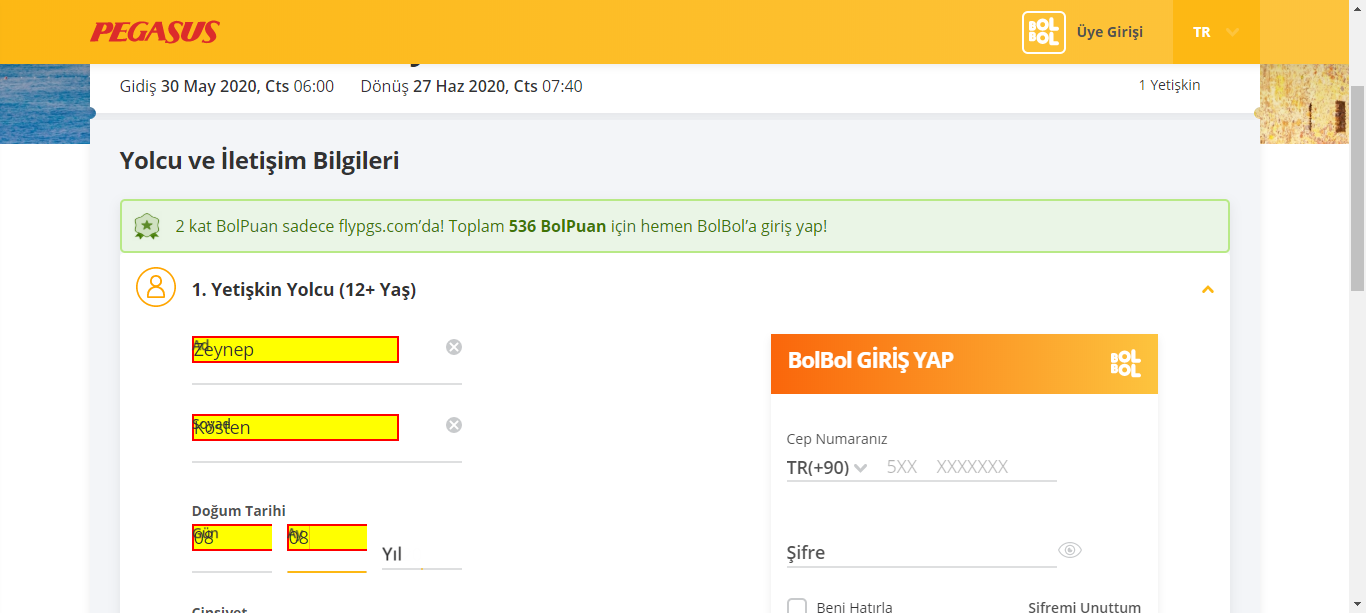 PEGASUS
BOL BOL Üye Girişi TR
Gidiş 30 May 2020, Cts 06:00 Dönüş 27 Haz 2020, Cts 07:40 1 Yetişkin
Yolcu ve İletişim Bilgileri
2 kat BolPuan sadece flypgs.com’da! Toplam 536 BolPuan için hemen BolBol’a giriş yap!
1. Yetişkin Yolcu (12+ Yaş)
Ad
Zeynep
Soyad
Kösten
Doğum Tarihi
Gün Ay
08 08 Yıl
Cinsiyet
BolBol GİRİŞ YAP BOL BOL
Cep Numaranız
TR(+90) 5XX XXXXXXX
Şifre
Beni Hatırla Şifremi Unuttum